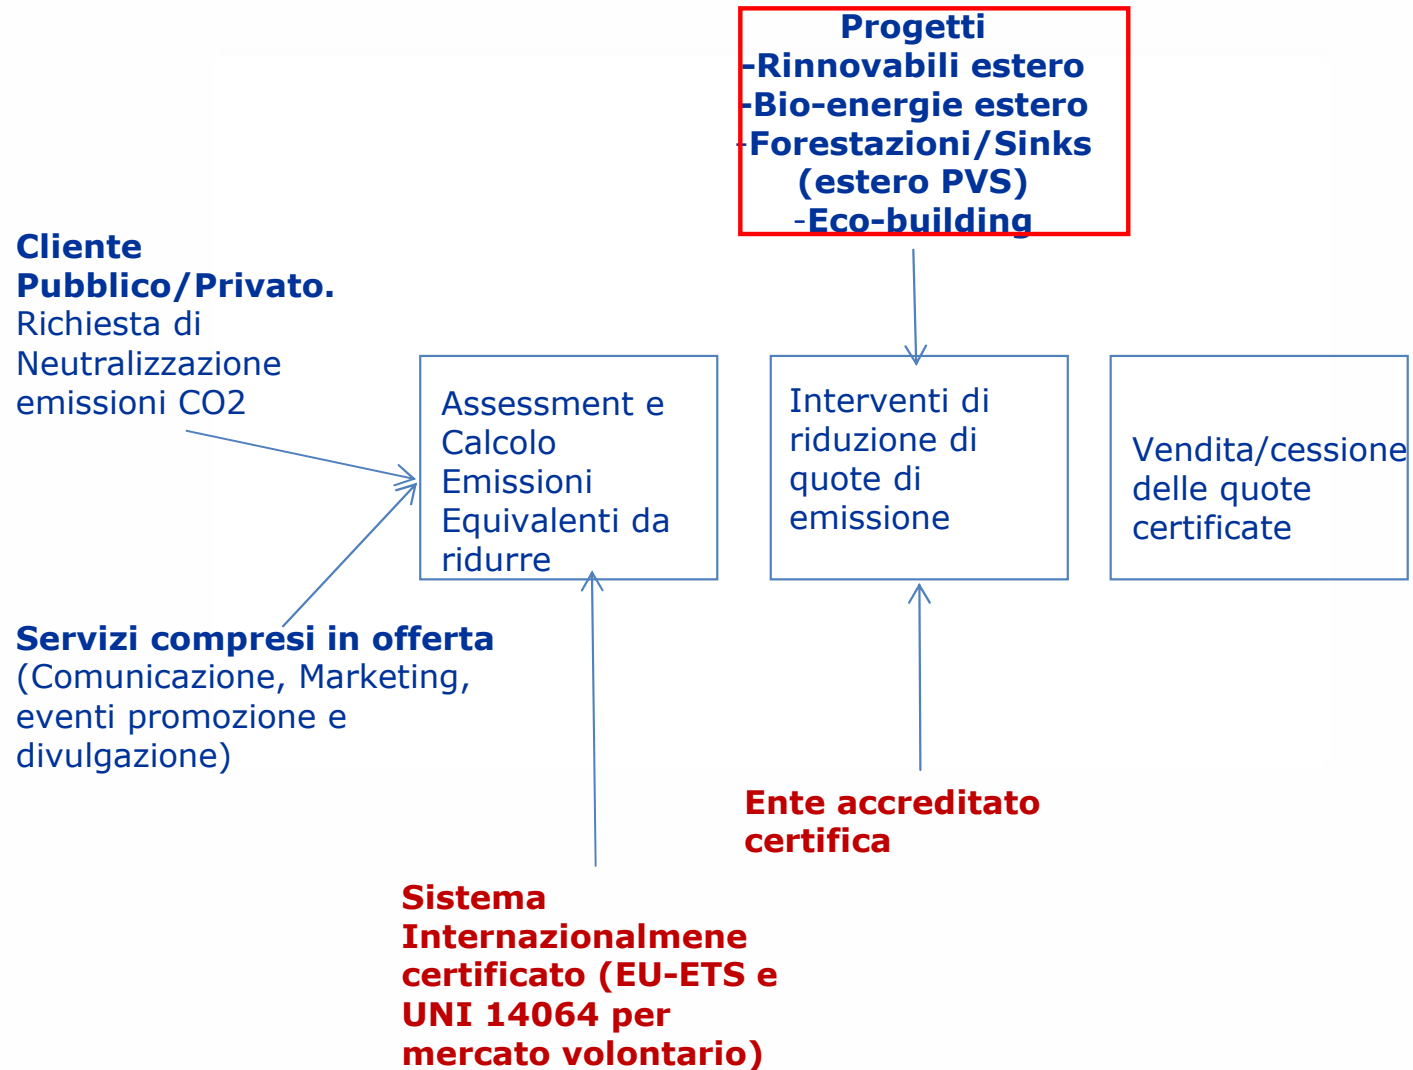 Progetti
-Rinnovabili estero
-Bio-energie estero
-Forestazioni/Sinks
(estero PVS)
-Eco-building
Cliente
Pubblico/Privato.
Richiesta di
Neutralizzazione
emissioni CO2
Assessment e
Calcolo
Emissioni
Equivalenti da
ridurre
Interventi di
riduzione di
quote di
emissione
Vendita/cessione
delle quote
certificate
Servizi compresi in offerta
(Comunicazione, Marketing,
eventi promozione e
divulgazione)
Ente accreditato
certifica
Sistema
Internazionalmene
certificato (EU-ETS e
UNI 14064 per
mercato volontario)